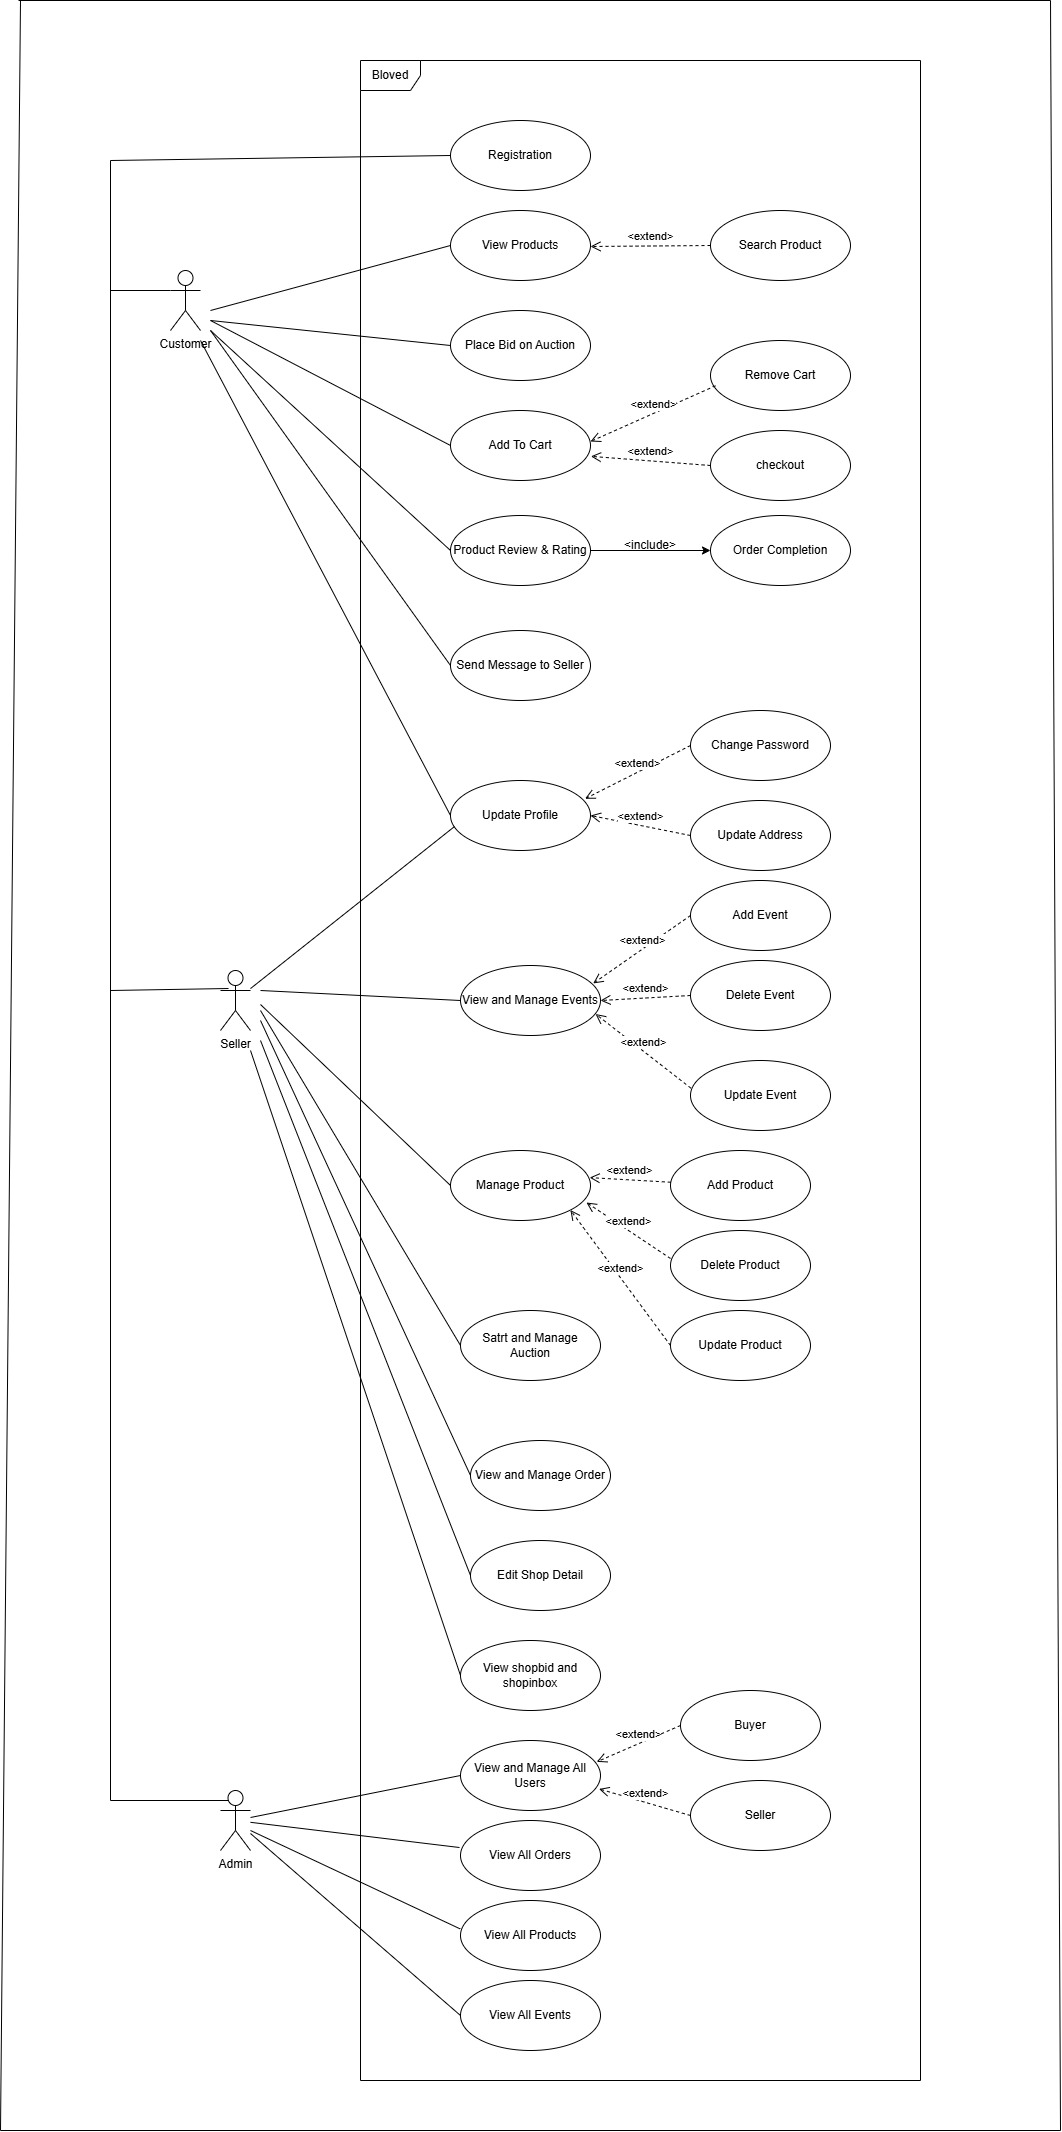 Bloved
Registration
View Products
<extend>
Search Product
Customer
Place Bid on Auction
Remove Cart
<extend>
Add To Cart
<extend>
checkout
Product Review & Rating
<include>
Order Completion
Send Message to Seller
Change Password
<extend>
Update Profile
<extend>
Update Address
Add Event
<extend>
View and Manage Events
<extend>
Delete Event
Seller
<extend>
Update Event
Manage Product
<extend>
Add Product
<extend>
Delete Product
<extend>
Satrt and Manage
Auction
Update Product
View and Manage Order
Edit Shop Detail
View shopbid and
shopinbox
Buyer
<extend>
View and Manage All
Users
<extend>
Seller
Admin
View All Orders
View All Products
View All Events